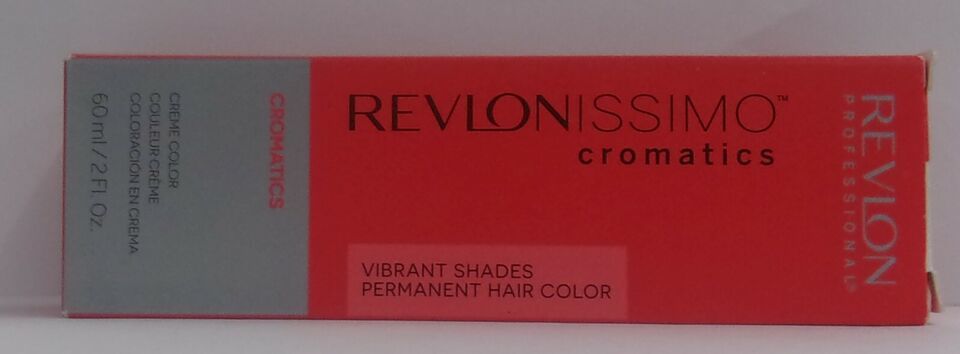 CROMATICS
CREME COLOR
COULEUR CRÈME
COLORACIÓN EN CREMA
60 ml / 2 Fl. Oz.
REVLONISSIMO™
cromatics
VIBRANT SHADES
PERMANENT HAIR COLOR
REVLON
PROFESSIONAL®